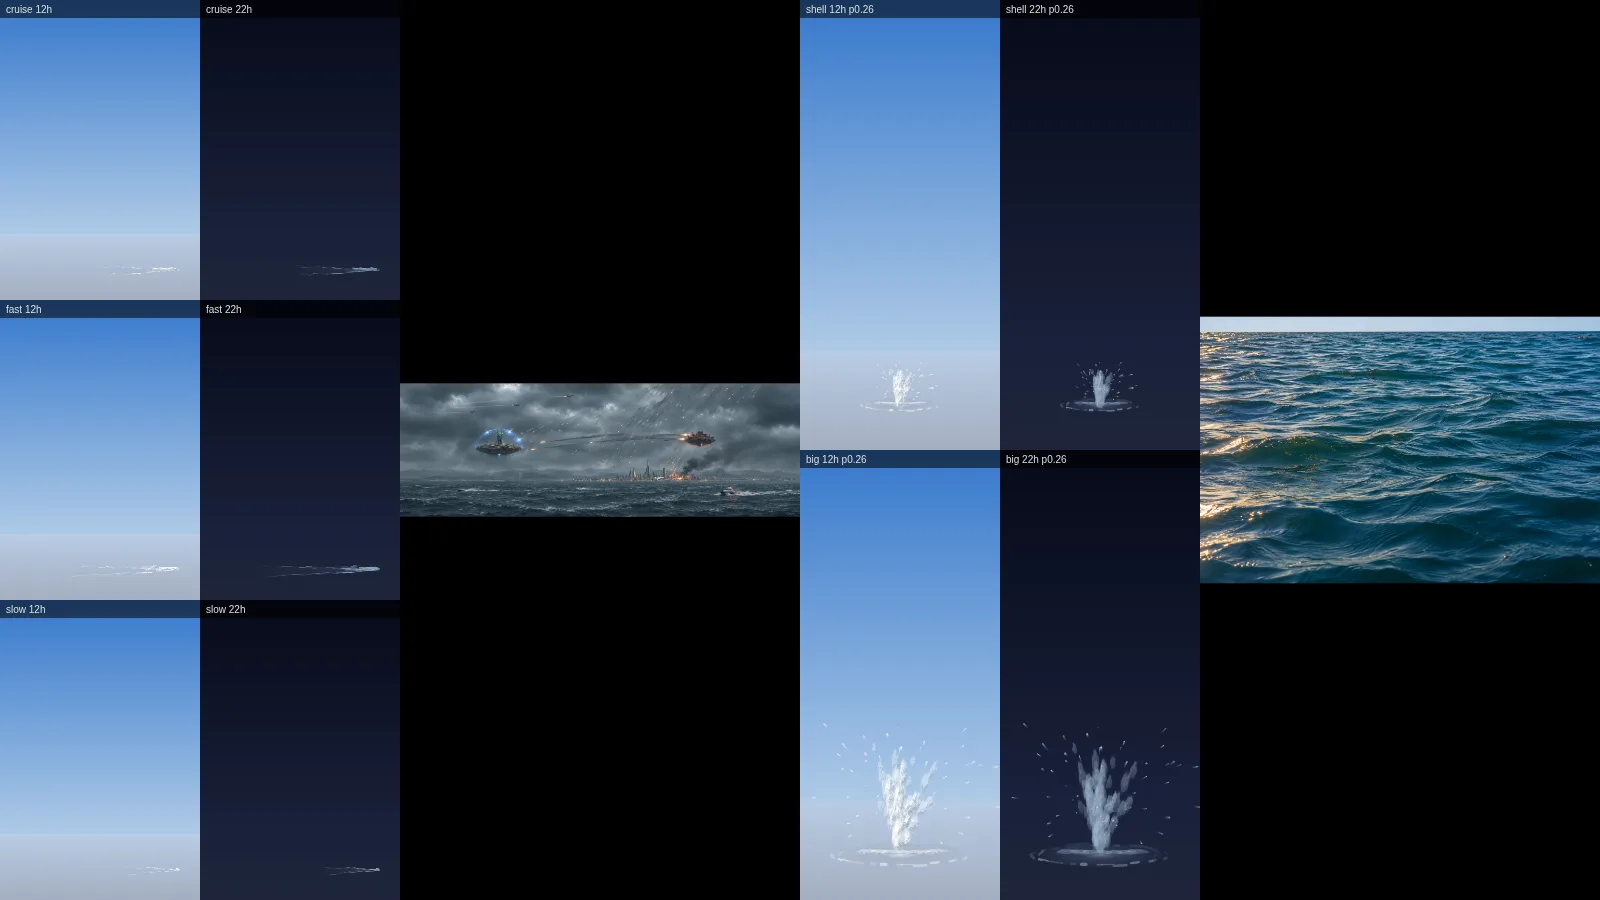 cruise 12h
cruise 22h
shell 12h p0.26
shell 22h p0.26
fast 12h
fast 22h
big 12h p0.26
big 22h p0.26
slow 12h
slow 22h